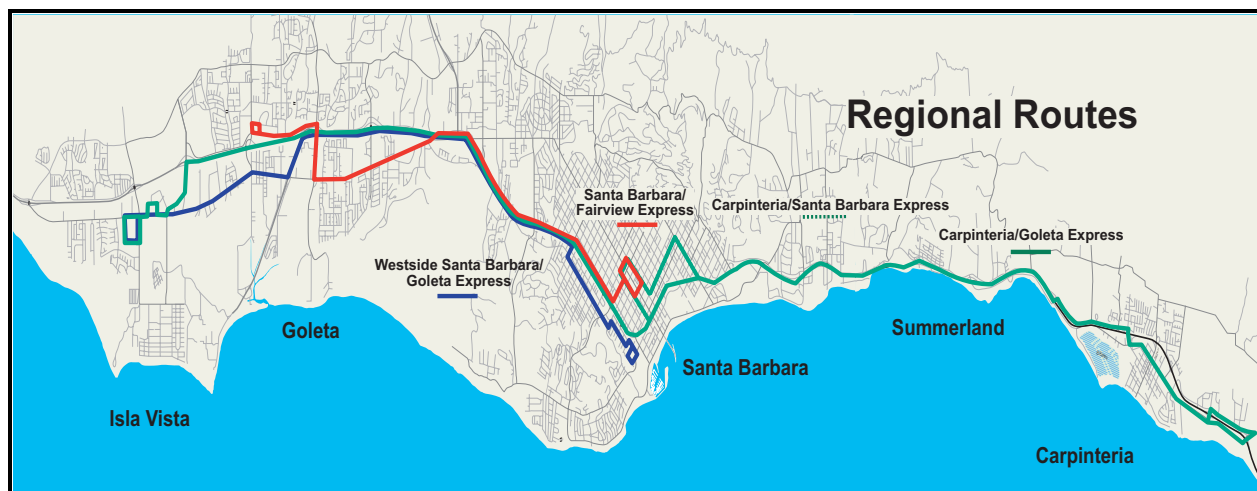 Regional Routes
Santa Barbara/
Fairview Express
Carpinteria/Santa Barbara Express
Carpinteria/Goleta Express
Westside Santa Barbara/
Goleta Express
Goleta
Summerland
Santa Barbara
Isla Vista
Carpinteria